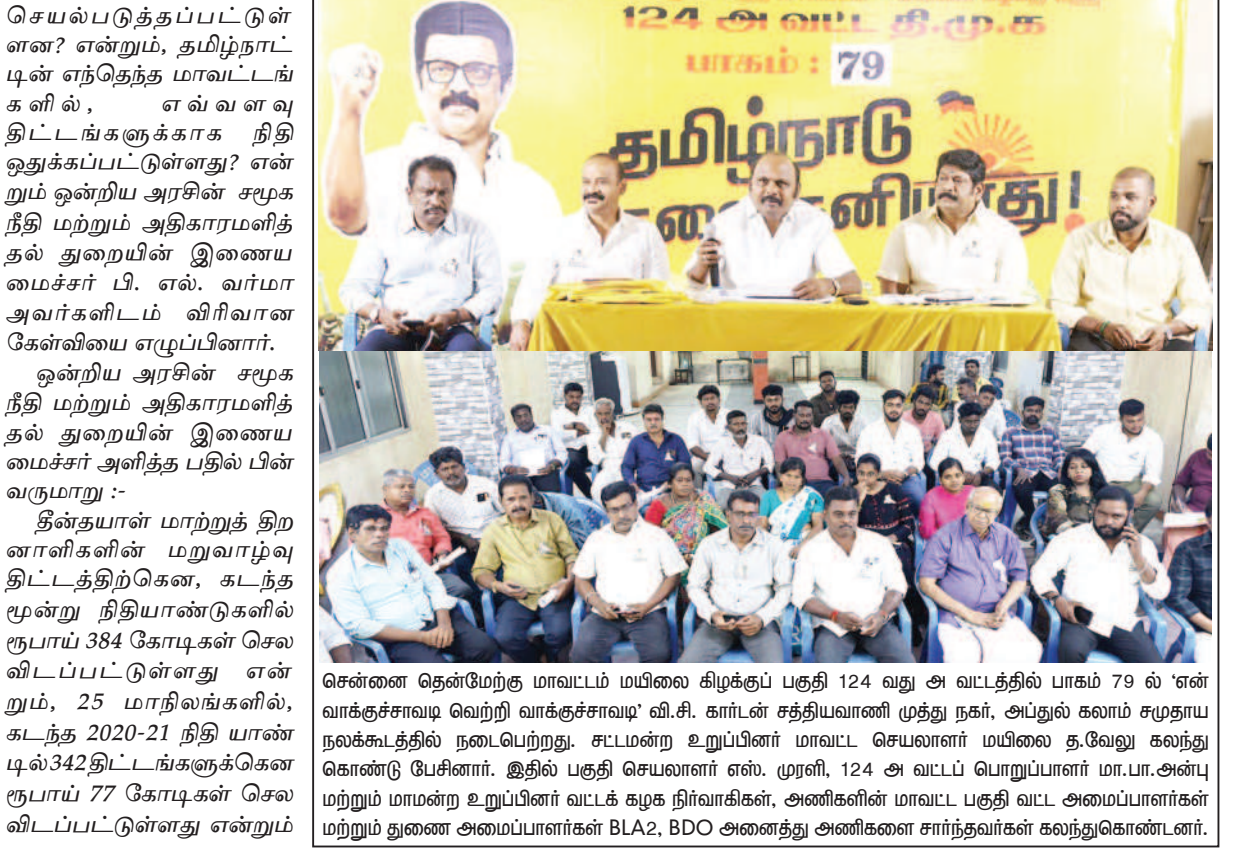 செயல்படுத்தப்பட்டுள்
ளன? என்றும், தமிழ்நாட்
டின் எந்தெந்த மாவட்டங்
களில், எவ்வளவு
திட்டங்களுக்காக நிதி
ஒதுக்கப்பட்டுள்ளது? என்
றும் ஒன்றிய அரசின் சமூக
நீதி மற்றும் அதிகாரமளித்
தல் துறையின் இணைய
மைச்சர் பி. எல். வர்மா
அவர்களிடம் விரிவான
கேள்வியை எழுப்பினார்.
ஒன்றிய அரசின் சமூக
நீதி மற்றும் அதிகாரமளித்
தல் துறையின் இணைய
மைச்சர் அளித்த பதில் பின்
வருமாறு :-
தீன்தயாள் மாற்றுத் திற
னாளிகளின் மறுவாழ்வு
திட்டத்திற்கென, கடந்த
மூன்று நிதியாண்டுகளில்
ரூபாய் 384 கோடிகள் செல
விடப்பட்டுள்ளது என்
றும், 25 மாநிலங்களில்,
கடந்த 2020-21 நிதி யாண்
டில்342திட்டங்களுக்கென
ரூபாய் 77 கோடிகள் செல
விடப்பட்டுள்ளது என்றும்
124 அ வட்ட தி.மு.க
பாகம் : 79
தமிழ்நாடு
சென்னை தென்மேற்கு மாவட்டம் மயிலை கிழக்குப் பகுதி 124 வது அ வட்டத்தில் பாகம் 79 ல் ‘என்
வாக்குச்சாவடி வெற்றி வாக்குச்சாவடி’ வி.சி. கார்டன் சத்தியவாணி முத்து நகர், அப்துல் கலாம் சமுதாய
நலக்கூடத்தில் நடைபெற்றது. சட்டமன்ற உறுப்பினர் மாவட்ட செயலாளர் மயிலை த.வேலு கலந்து
கொண்டு பேசினார். இதில் பகுதி செயலாளர் எஸ். முரளி, 124 அ வட்டப் பொறுப்பாளர் மா.பா.அன்பு
மற்றும் மாமன்ற உறுப்பினர் வட்டக் கழக நிர்வாகிகள், அணிகளின் மாவட்ட பகுதி வட்ட அமைப்பாளர்கள்
மற்றும் துணை அமைப்பாளர்கள் BLA2, BDO அனைத்து அணிகளை சார்ந்தவர்கள் கலந்துகொண்டனர்.